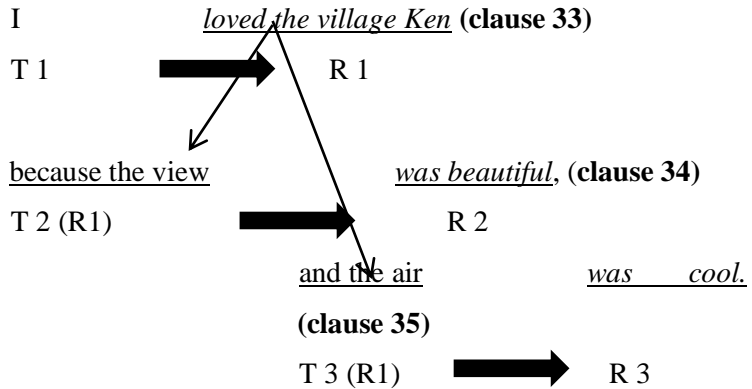 I loved the village Ken (clause 33)
T 1 R 1
because the view was beautiful, (clause 34)
T 2 (R1) R 2
and the air was cool.
(clause 35)
T 3 (R1) R 3